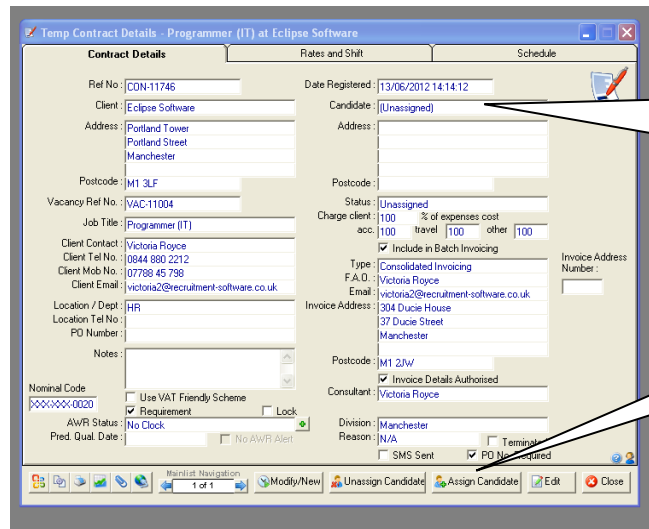 Temp Contract Details - Programmer (IT) at Eclipse Software
Contract Details Rates and Shift Schedule
Ref No : CON-11746 Date Registered : 13/06/2012 14:14:12
Client : Eclipse Software Candidate : (Unassigned)
Address : Portland Tower Address :
Portland Street
Manchester
Postcode : M1 3LF Postcode :
Vacancy Ref No. : VAC-11004 Status : Unassigned
Job Title : Programmer (IT) Charge client : 100 % of expenses cost
acc. 100 travel 100 other 100
Client Contact : Victoria Royce Include in Batch Invoicing
Client Tel No. : 0844 880 2212 Type : Consolidated Invoicing Invoice Address Number :
Client Mob No. : 07788 45 798 F.A.O. : Victoria Royce
Client Email : victoria2@recruitment-software.co.uk Email : victoria2@recruitment-software.co.uk
Location / Dept : HR Invoice Address : 304 Ducie House
Location Tel No : 37 Ducie Street
PO Number : Manchester
Notes : Postcode : M1 2JW
Invoice Details Authorised
Nominal Code Use VAT Friendly Scheme Consultant : Victoria Royce
XXX-XXX-0020 Requirement Lock
AWR Status : No Clock Division : Manchester
Pred. Qual. Date : No AWR Alert Reason : N/A Terminate
SMS Sent PO No. Required
Mainlist Navigation
1 of 1 Modify/New Unassign Candidate Assign Candidate Edit Close